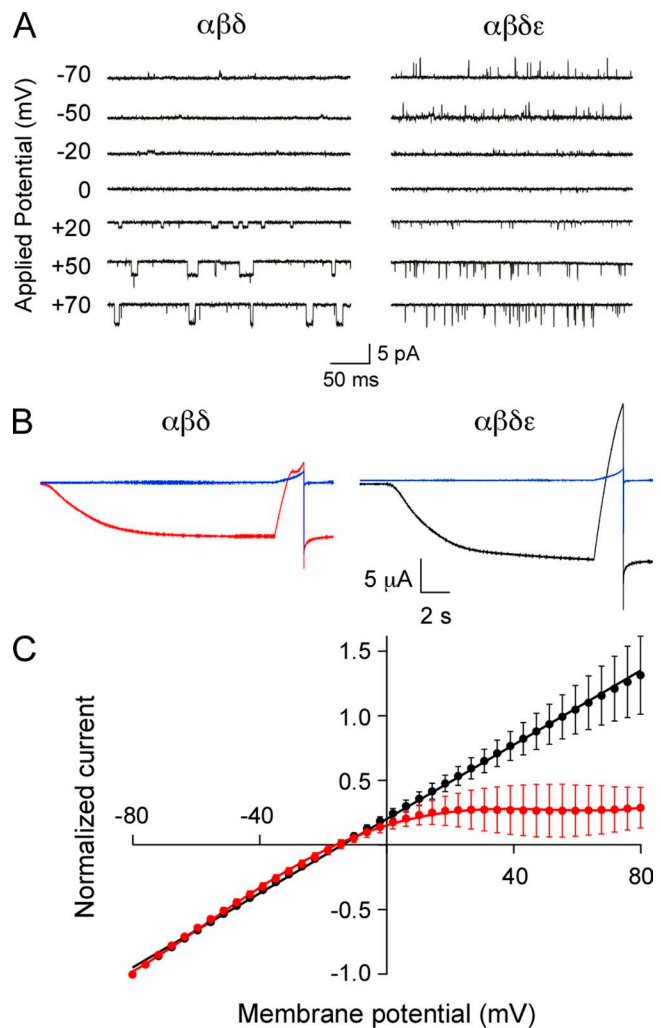 A
αβδ
αβδε
Applied Potential (mV)
-70
-50
-20
0
+20
+50
+70
5 pA
50 ms
B
αβδ
αβδε
5 μA
2 s
C
Normalized current
1.5
1.0
0.5
-0.5
-1.0
-80
-40
40
80
Membrane potential (mV)